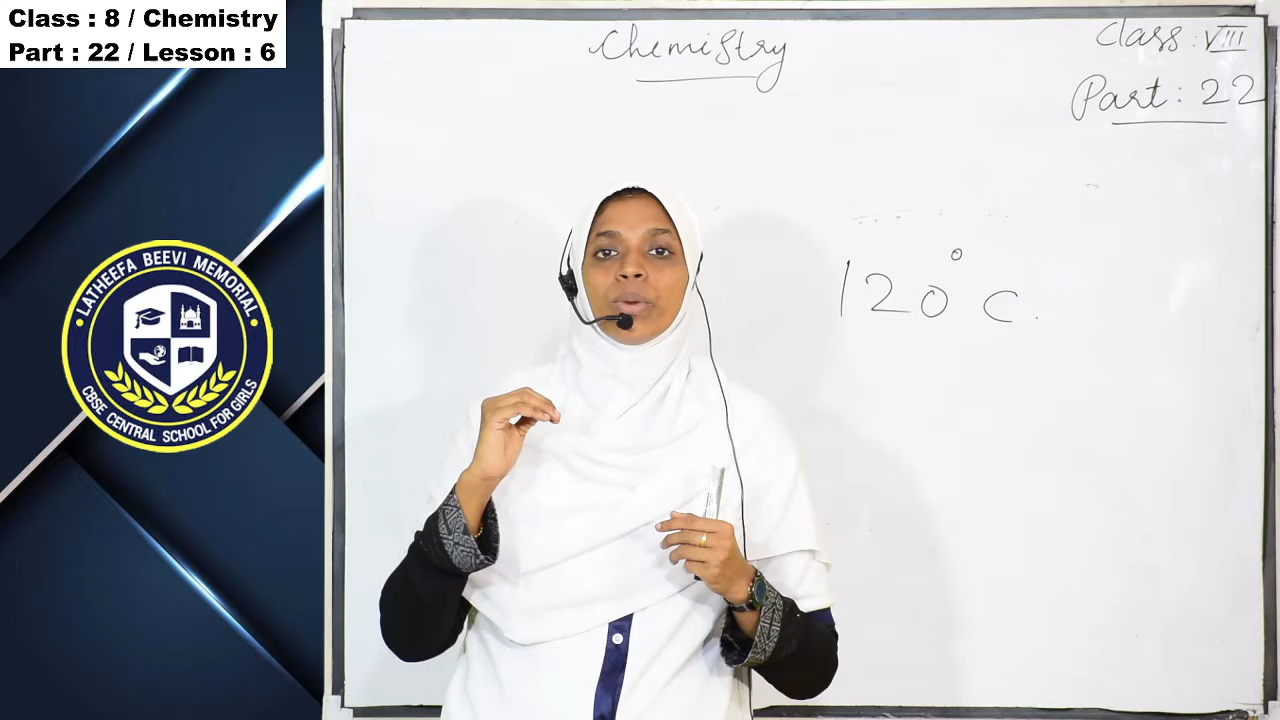 Class : 8 / Chemistry
Part : 22 / Lesson : 6
Chemistry
Class : VIII
Part : 22
120°C.
LATHEEFA BEEVI MEMORIAL
CBSE CENTRAL SCHOOL FOR GIRLS